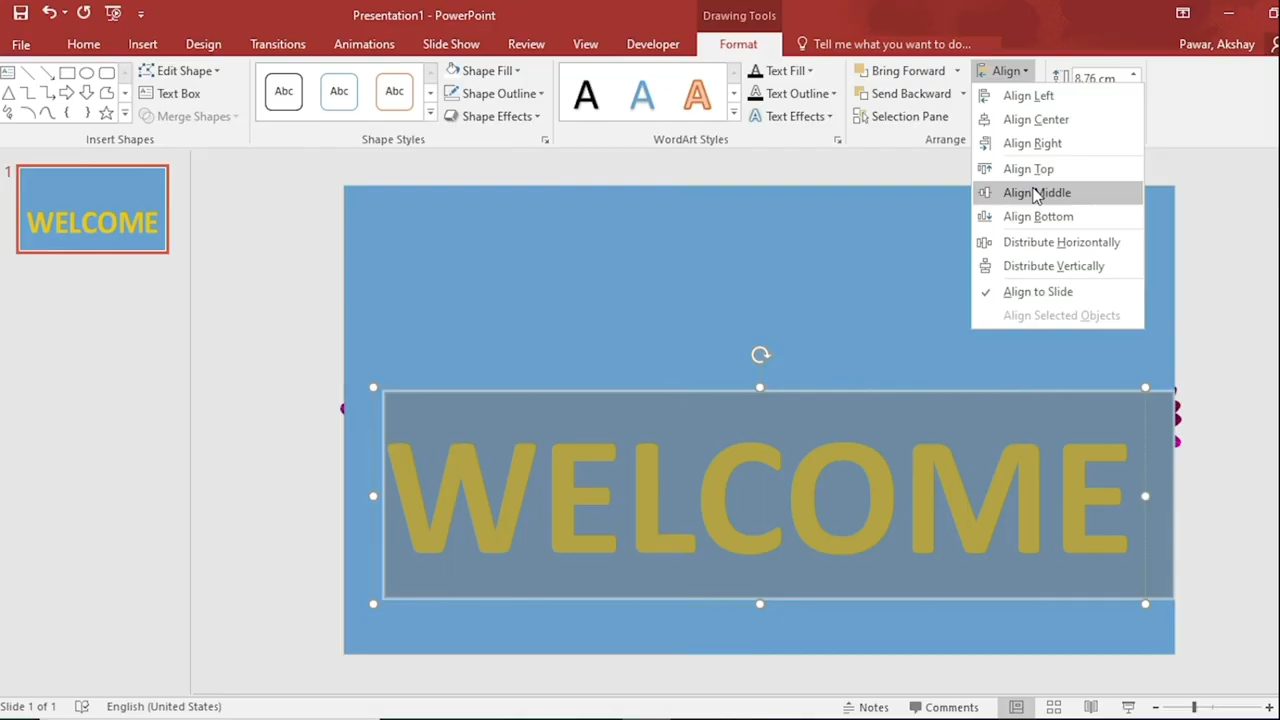 Presentation1 - PowerPoint
Drawing Tools
File
Home
Insert
Design
Transitions
Animations
Slide Show
Review
View
Developer
Format
Tell me what you want to do...
Pawar, Akshay
Edit Shape
Text Box
Merge Shapes
Insert Shapes
Abc
Abc
Abc
Shape Fill
Shape Outline
Shape Effects
Shape Styles
A
A
A
Text Fill
Text Outline
Text Effects
WordArt Styles
Bring Forward
Send Backward
Selection Pane
Arrange
Align
8.76 cm
Align Left
Align Center
Align Right
Align Top
Align Middle
Align Bottom
Distribute Horizontally
Distribute Vertically
Align to Slide
Align Selected Objects
1
WELCOME
WELCOME
Slide 1 of 1
English (United States)
Notes
Comments